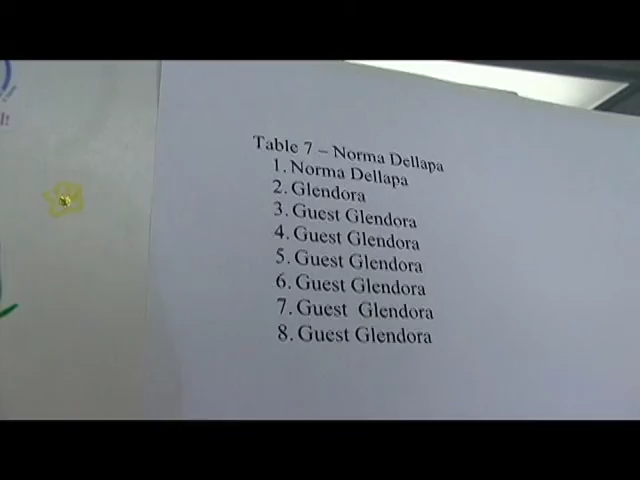 Table 7 – Norma Dellapa
1. Norma Dellapa
2. Glendora
3. Guest Glendora
4. Guest Glendora
5. Guest Glendora
6. Guest Glendora
7. Guest  Glendora
8. Guest Glendora